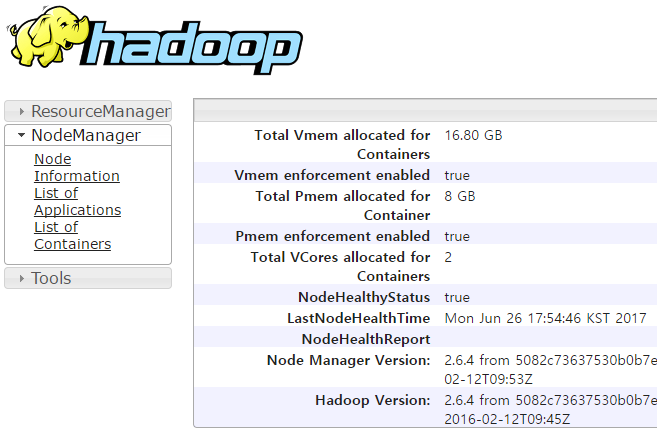 hadoop
ResourceManager
NodeManager
Node
Information
List of
Applications
List of
Containers
Tools
Total Vmem allocated for 16.80 GB
Containers
Vmem enforcement enabled true
Total Pmem allocated for 8 GB
Container
Pmem enforcement enabled true
Total VCores allocated for 2
Containers
NodeHealthyStatus true
LastNodeHealthTime Mon Jun 26 17:54:46 KST 2017
NodeHealthReport
Node Manager Version: 2.6.4 from 5082c73637530b0b7e
02-12T09:53Z
Hadoop Version: 2.6.4 from 5082c73637530b0b7e
2016-02-12T09:45Z